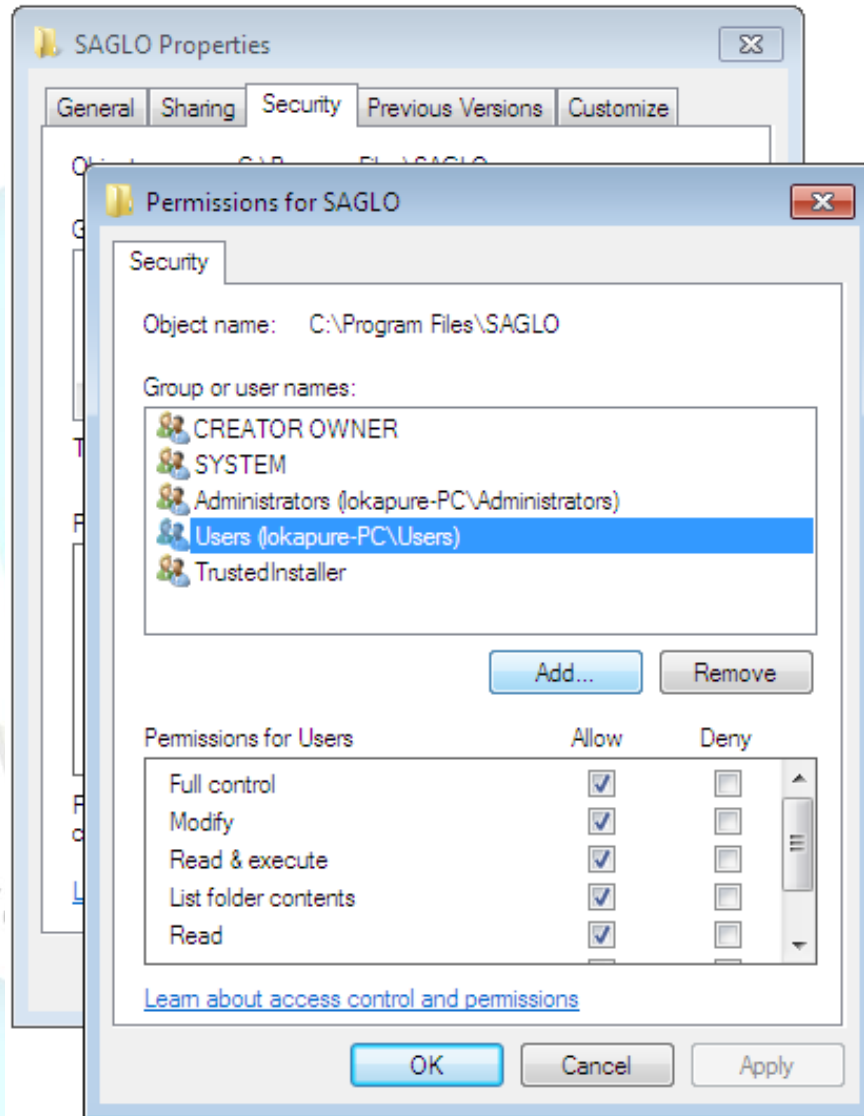 SAGLO Properties
General Sharing Security Previous Versions Customize
Permissions for SAGLO
Security
Object name: C:\Program Files\SAGLO
Group or user names:
CREATOR OWNER
SYSTEM
Administrators (lokapure-PC\Administrators)
Users (lokapure-PC\Users)
TrustedInstaller
Add... Remove
Permissions for Users Allow Deny
Full control
Modify
Read & execute
List folder contents
Read
Learn about access control and permissions
OK Cancel Apply